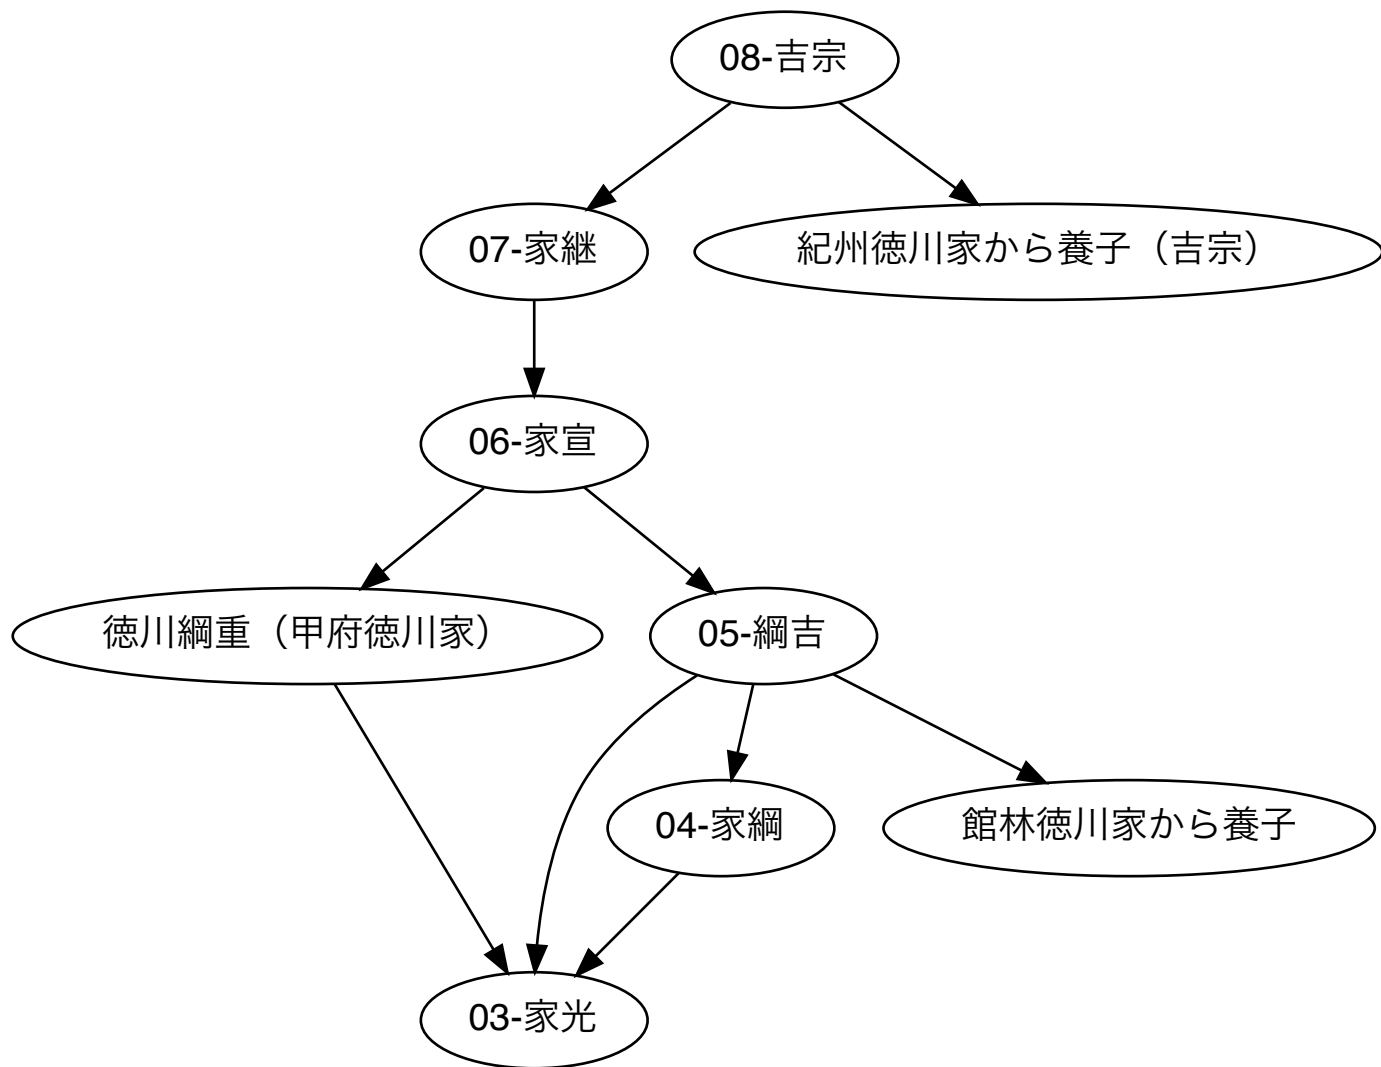 08-吉宗
07-家継
紀州徳川家から養子（吉宗）
06-家宣
徳川綱重（甲府徳川家）
05-綱吉
04-家綱
館林徳川家から養子
03-家光